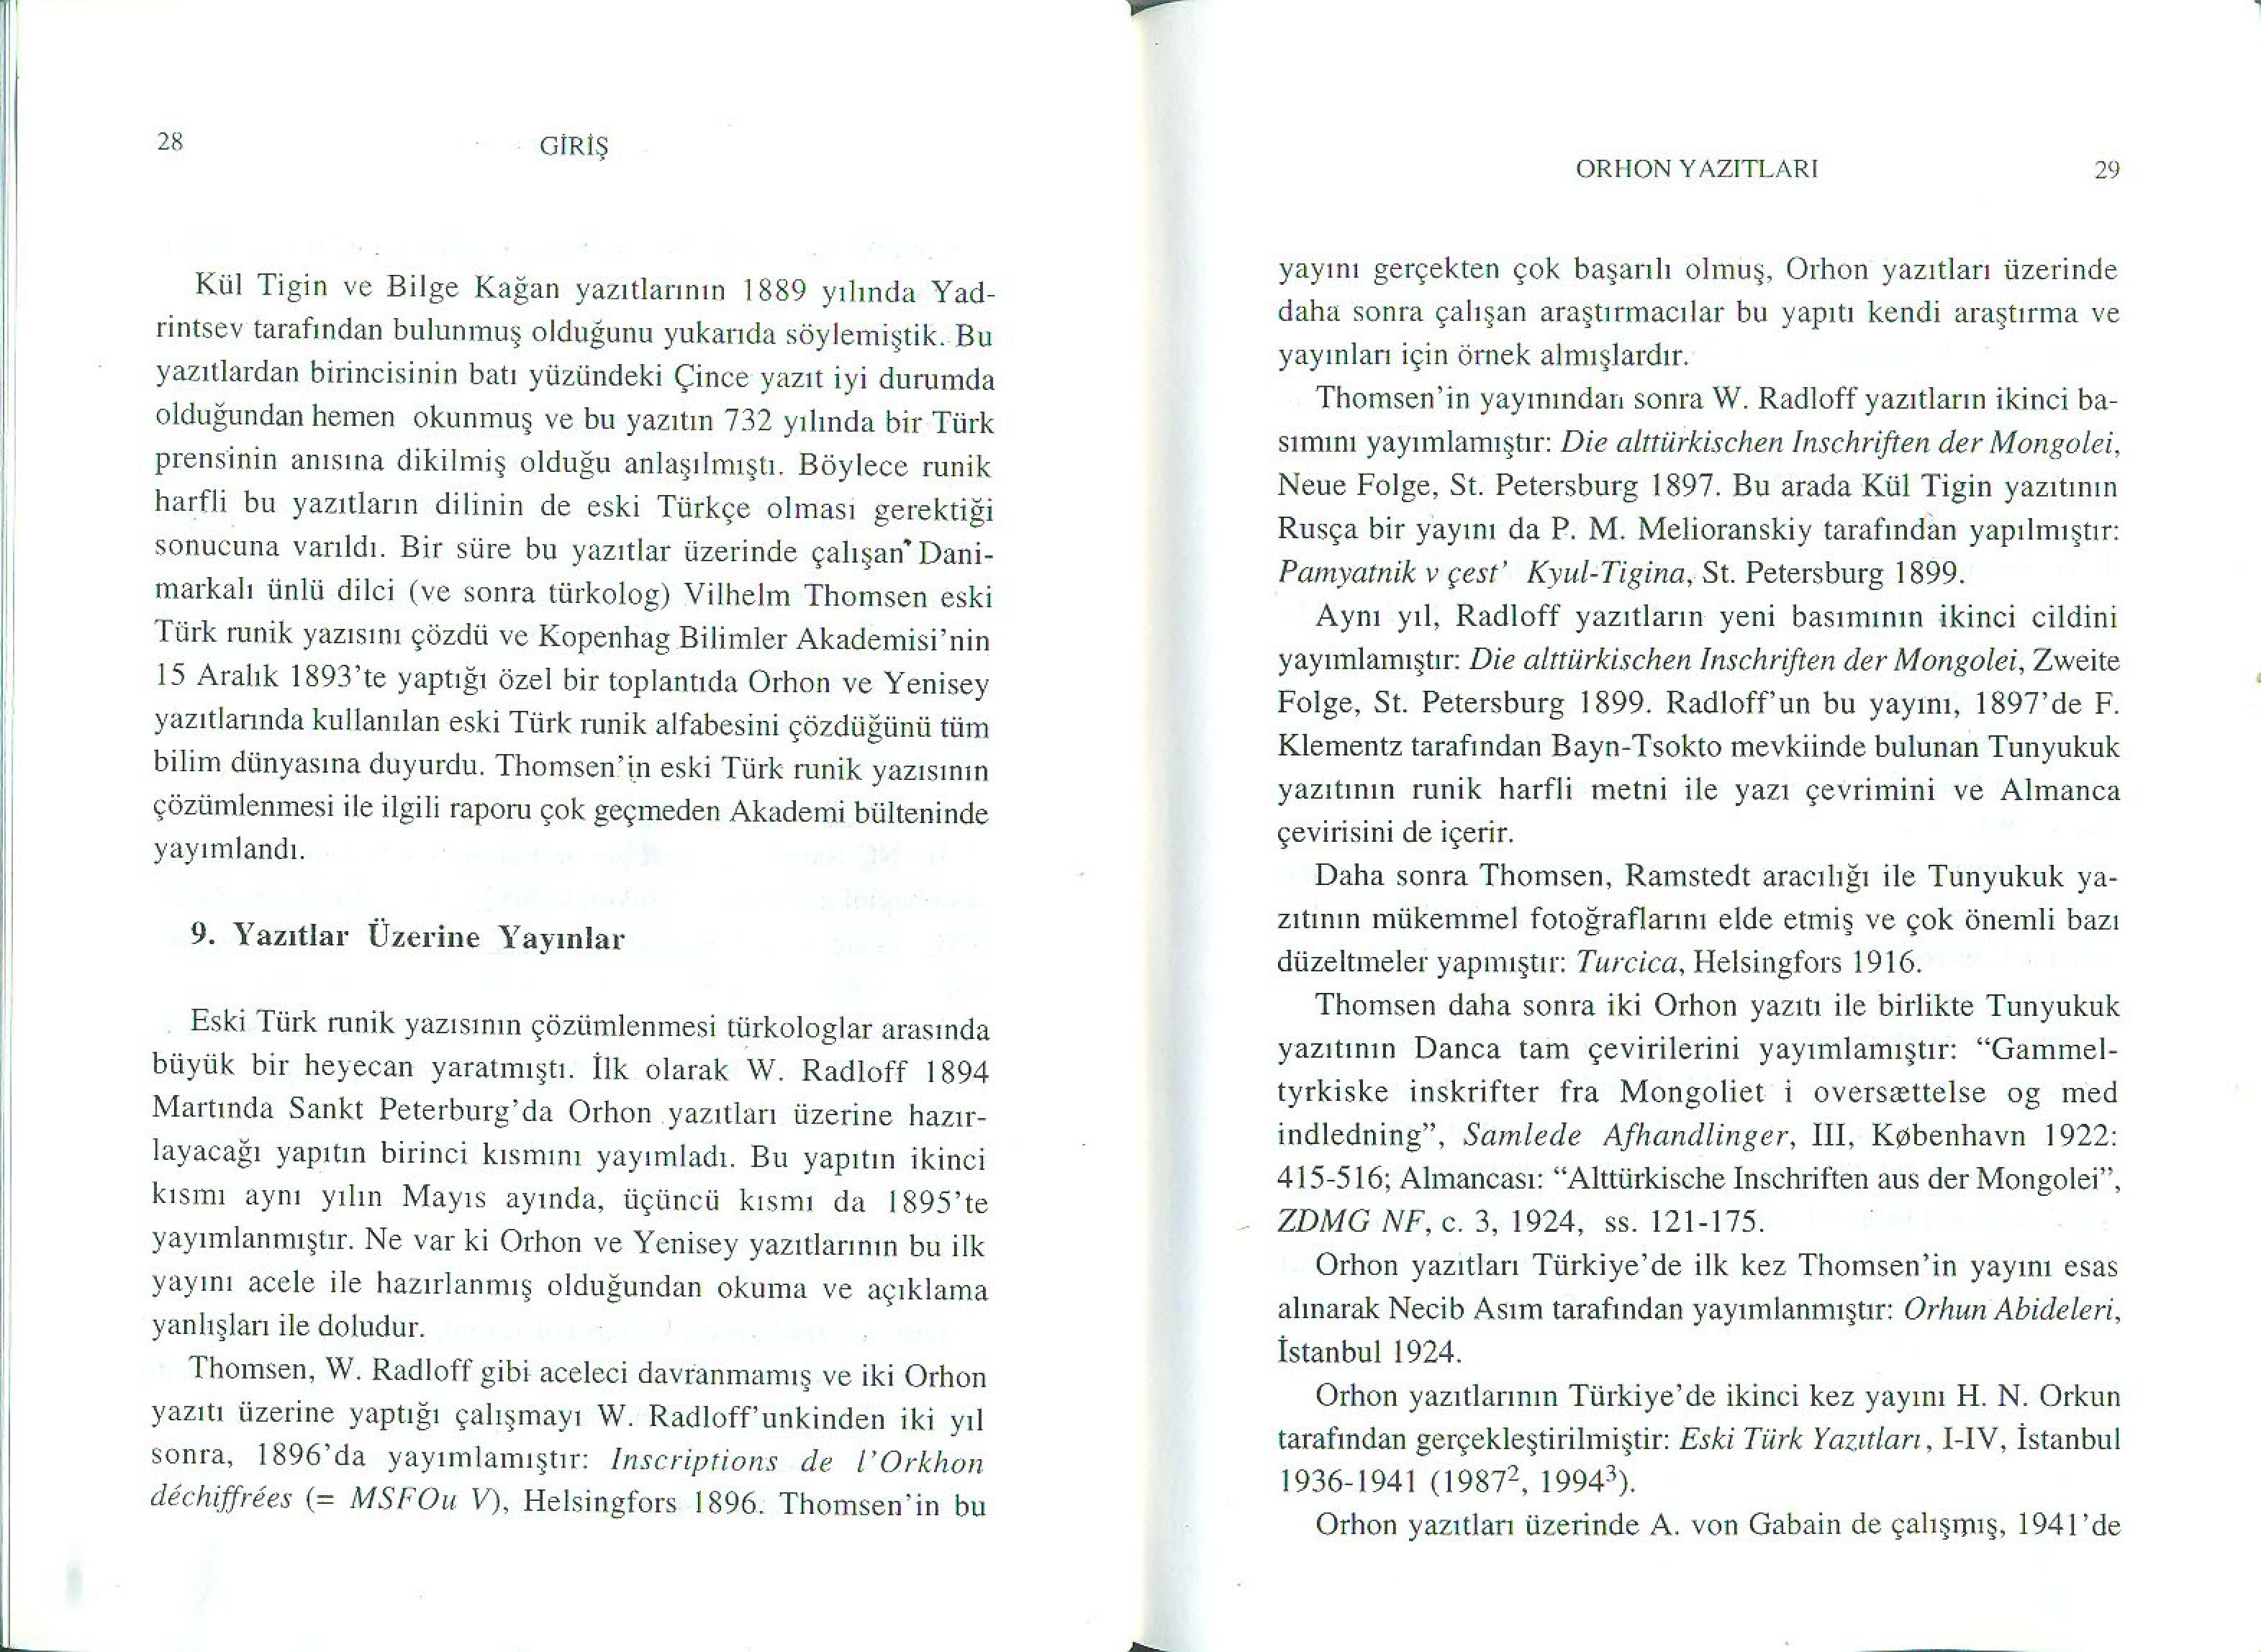 28
GİRİŞ
Kül Tigin ve Bilge Kağan yazıtlarının 1889 yılında Yad-
rintsev tarafından bulunmuş olduğunu yukarıda söylemiştik. Bu
yazıtlardan birincisinin batı yüzündeki Çince yazıt iyi durumda
olduğundan hemen okunmuş ve bu yazıtın 732 yılında bir Türk
prensinin anısına dikilmiş olduğu anlaşılmıştı. Böylece runik
harfli bu yazıtların dilinin de eski Türkçe olması gerektiği
sonucuna varıldı. Bir süre bu yazıtlar üzerinde çalışan Dani-
markalı ünlü dilci (ve sonra türkolog) Vilhelm Thomsen eski
Türk runik yazısını çözdü ve Kopenhag Bilimler Akademisi'nin
15 Aralık 1893'te yaptığı özel bir toplantıda Orhon ve Yenisey
yazıtlarında kullanılan eski Türk runik alfabesini çözdüğünü tüm
bilim dünyasına duyurdu. Thomsen'in eski Türk runik yazısının
çözümlenmesi ile ilgili raporu çok geçmeden Akademi bülteninde
yayımlandı.
9. Yazıtlar Üzerine Yayınlar
Eski Türk runik yazısının çözümlenmesi türkologlar arasında
büyük bir heyecan yaratmıştı. İlk olarak W. Radloff 1894
Martında Sankt Peterburg'da Orhon yazıtları üzerine hazır-
layacağı yapıtın birinci kısmını yayımladı. Bu yapıtın ikinci
kısmı aynı yılın Mayıs ayında, üçüncü kısmı da 1895'te
yayımlanmıştır. Ne var ki Orhon ve Yenisey yazıtlarının bu ilk
yayını acele ile hazırlanmış olduğundan okuma ve açıklama
yanlışları ile doludur.
Thomsen, W. Radloff gibi aceleci davranmamış ve iki Orhon
yazıtı üzerine yaptığı çalışmayı W. Radloff'unkinden iki yıl
sonra, 1896'da yayımlamıştır: Inscriptions de l'Orkhon
déchiffrées (= MSFOu V), Helsingfors 1896. Thomsen'in bu
ORHON YAZITLARI
29
yayını gerçekten çok başarılı olmuş, Orhon yazıtları üzerinde
daha sonra çalışan araştırmacılar bu yapıtı kendi araştırma ve
yayınları için örnek almışlardır.
Thomsen'in yayınından sonra W. Radloff yazıtların ikinci ba-
sımını yayımlamıştır: Die alttürkischen Inschriften der Mongolei,
Neue Folge, St. Petersburg 1897. Bu arada Kül Tigin yazıtının
Rusça bir yayını da P. M. Melioranskiy tarafından yapılmıştır:
Pamyatnik v çest' Kyul-Tigina, St. Petersburg 1899.
Aynı yıl, Radloff yazıtların yeni basımının ikinci cildini
yayımlamıştır: Die alttürkischen Inschriften der Mongolei, Zweite
Folge, St. Petersburg 1899. Radloff'un bu yayını, 1897'de F.
Klementz tarafından Bayn-Tsokto mevkiinde bulunan Tunyukuk
yazıtının runik harfli metni ile yazı çevrimini ve Almanca
çevirisini de içerir.
Daha sonra Thomsen, Ramstedt aracılığı ile Tunyukuk ya-
zıtının mükemmel fotoğraflarını elde etmiş ve çok önemli bazı
düzeltmeler yapmıştır: Turcica, Helsingfors 1916.
Thomsen daha sonra iki Orhon yazıtı ile birlikte Tunyukuk
yazıtının Danca tam çevirilerini yayımlamıştır: “Gammel-
tyrkiske inskrifter fra Mongoliet i oversættelse og med
indledning”, Samlede Afhandlinger, III, København 1922:
415-516; Almancası: “Alttürkische Inschriften aus der Mongolei”,
ZDMG NF, c. 3, 1924, ss. 121-175.
Orhon yazıtları Türkiye'de ilk kez Thomsen'in yayını esas
alınarak Necib Asım tarafından yayımlanmıştır: Orhun Abideleri,
İstanbul 1924.
Orhon yazıtlarının Türkiye'de ikinci kez yayını H. N. Orkun
tarafından gerçekleştirilmiştir: Eski Türk Yazıtları, I-IV, İstanbul
1936-1941 (1987², 1994³).
Orhon yazıtları üzerinde A. von Gabain de çalışmış, 1941'de